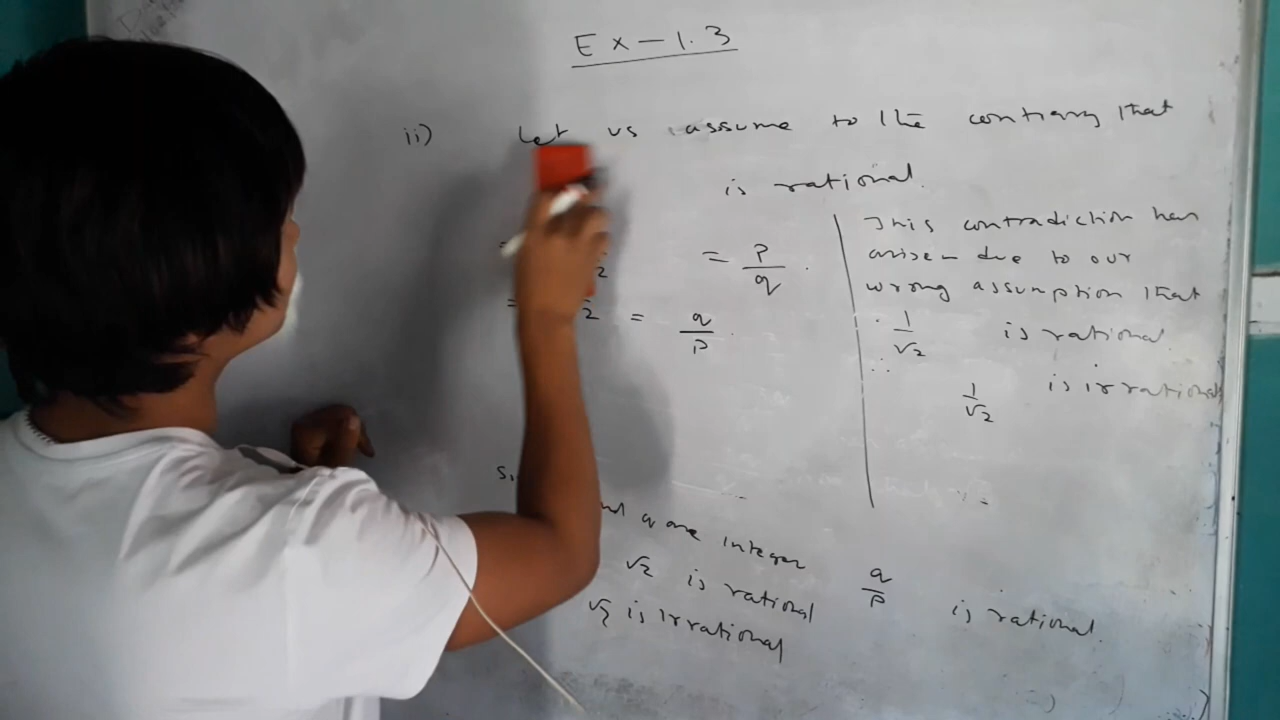 Ex-1.3
ii) Let us assume to the contrary that
is rational.
= p/q.
= q/p.
and q are integer
√2 is rational
√2 is irrational
This contradiction has
arisen due to our
wrong assumption that
1/√2 is rational.
∴ 1/√2 is irrational
q/p is rational.